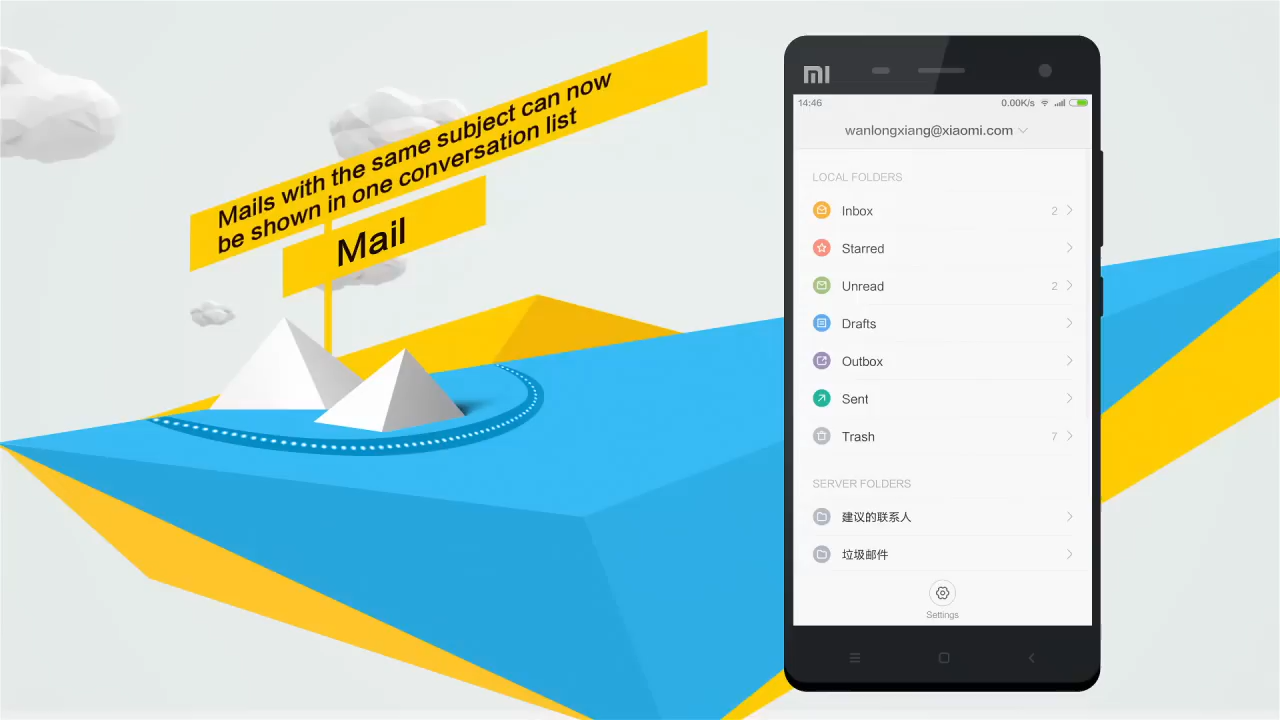 Mails with the same subject can now
be shown in one conversation list
Mail
mi
14:46
0.00K/s
wanlongxiang@xiaomi.com
LOCAL FOLDERS
Inbox 2
Starred
Unread 2
Drafts
Outbox
Sent
Trash 7
SERVER FOLDERS
建议的联系人
垃圾邮件
Settings